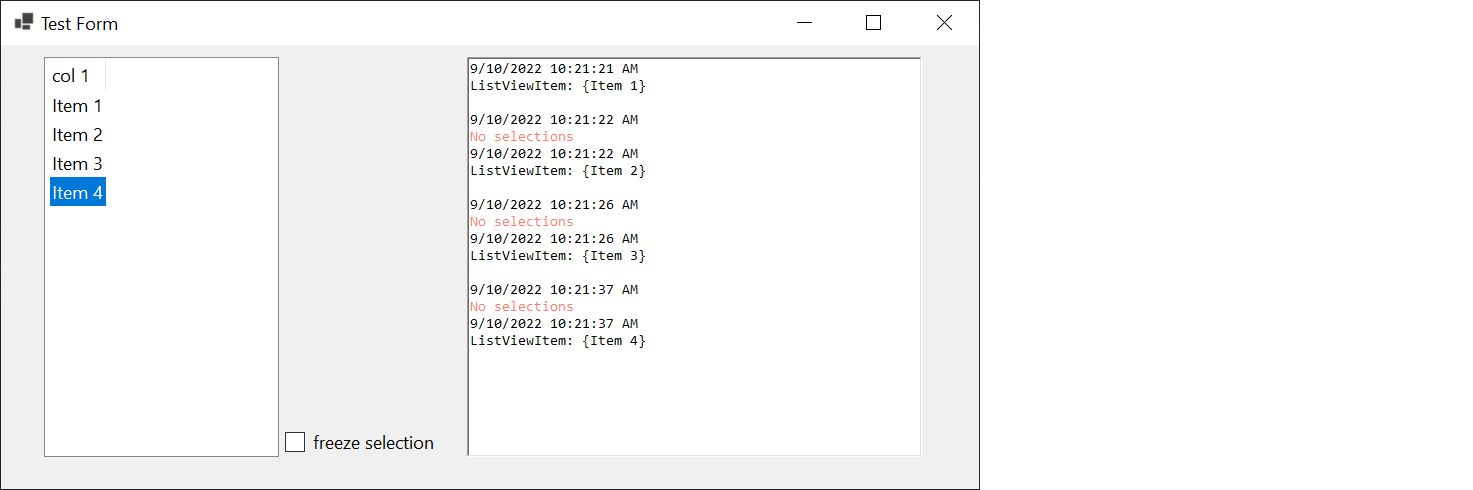 Test Form
col 1
Item 1
Item 2
Item 3
Item 4
freeze selection
9/10/2022 10:21:21 AM
ListViewItem: {Item 1}
9/10/2022 10:21:22 AM
No selections
9/10/2022 10:21:22 AM
ListViewItem: {Item 2}
9/10/2022 10:21:26 AM
No selections
9/10/2022 10:21:26 AM
ListViewItem: {Item 3}
9/10/2022 10:21:37 AM
No selections
9/10/2022 10:21:37 AM
ListViewItem: {Item 4}